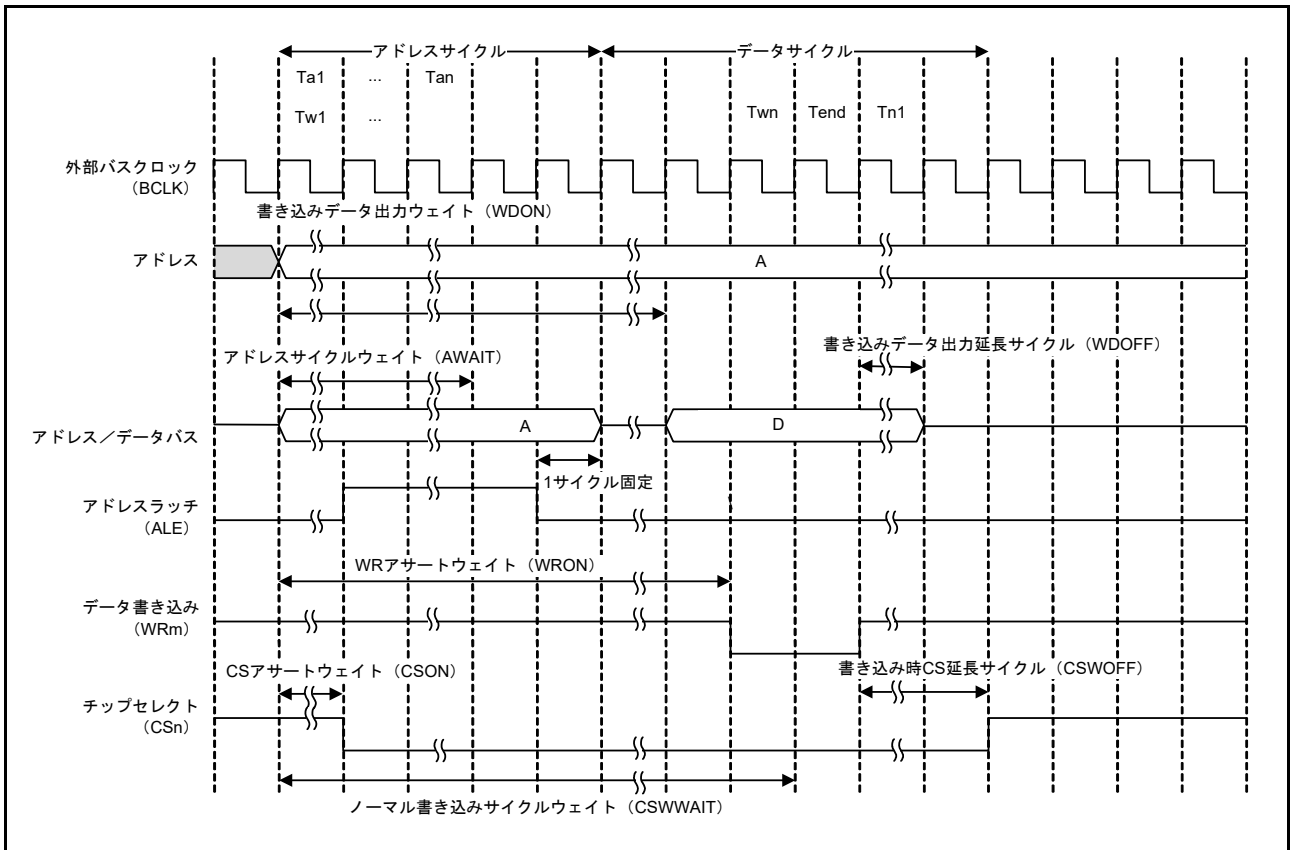 アドレスサイクル データサイクル
Ta1 ... Tan
Tw1 ... Twn Tend Tn1
外部バスクロック
（BCLK）
書き込みデータ出力ウェイト（WDON）
アドレス
A
書き込みデータ出力延長サイクル（WDOFF）
アドレスサイクルウェイト（AWAIT）
アドレス／データバス
A D
1サイクル固定
アドレスラッチ
（ALE）
WRアサートウェイト（WRON）
データ書き込み
（WRm）
CSアサートウェイト（CSON）
書き込み時CS延長サイクル（CSWOFF）
チップセレクト
（CSn）
ノーマル書き込みサイクルウェイト（CSWWAIT）